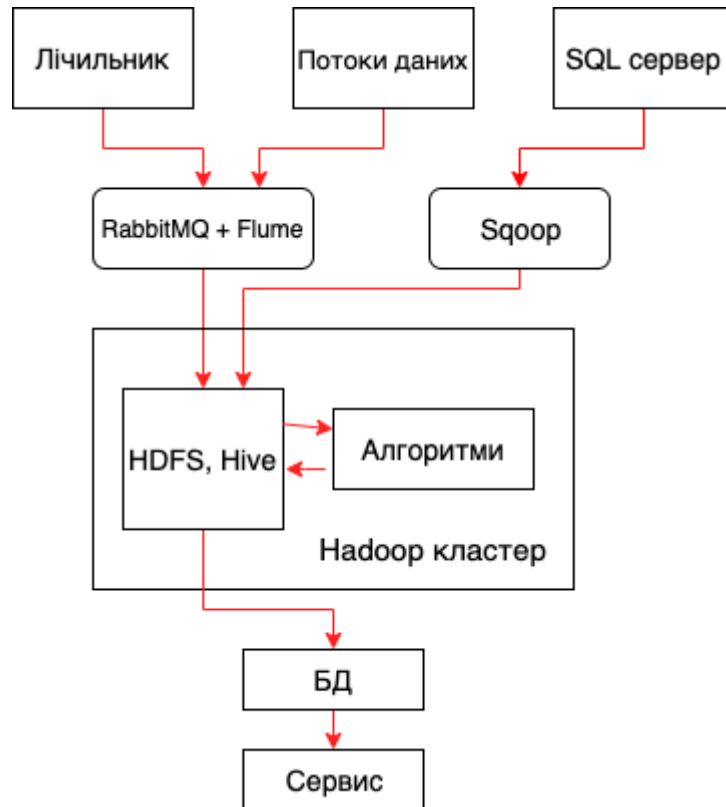 Лічильник
Потоки даних
SQL сервер
RabbitMQ + Flume
Sqoop
HDFS, Hive
Алгоритми
Hadoop кластер
БД
Сервис